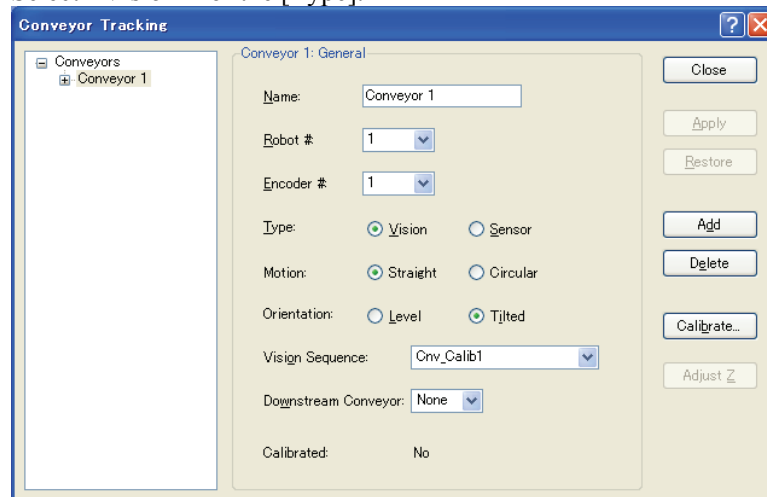 Conveyor Tracking
Conveyors
Conveyor 1
Conveyor 1: General
Name: Conveyor 1
Robot # 1
Encoder # 1
Type: Vision Sensor
Motion: Straight Circular
Orientation: Level Tilted
Vision Sequence: Cnv_Calib1
Downstream Conveyor: None
Calibrated: No
Close
Apply
Restore
Add
Delete
Calibrate...
Adjust Z